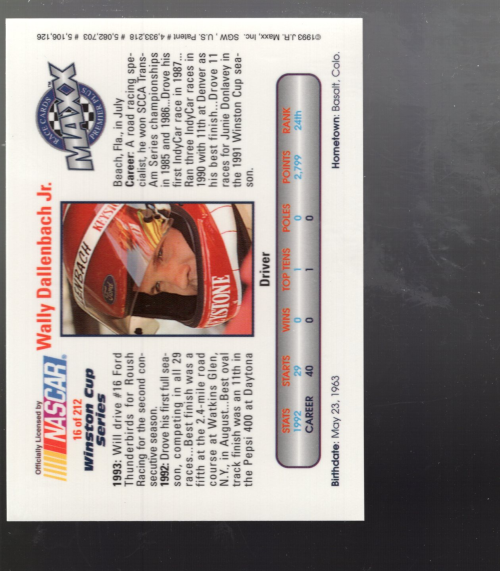 Officially Licensed by
NASCAR®
16 of 212
Winston Cup
Series
Wally Dallenbach Jr.
RACE CARDS
MAXX
1993: Will drive #16 Ford
Thunderbirds for Roush
Racing for the second con-
secutive season.
1992: Drove his first full sea-
son, competing in all 29
races...Best finish was a
fifth at the 2.4-mile road
course at Watkins Glen,
N.Y., in August...Best oval
track finish was an 11th in
the Pepsi 400 at Daytona
Driver
Beach, Fla., in July
Career: A road racing spe-
cialist, he won SCCA Trans-
Am Series championships
in 1985 and 1986...Drove his
first IndyCar race in 1987...
Ran three IndyCar races in
1990 with 11th at Denver as
his best finish...Drove 11
races for Junie Donlavey in
the 1991 Winston Cup sea-
son.
STATS STARTS WINS TOP TENS POLES POINTS RANK
1992 29 0 1 0 2,799 24th
CAREER 40 0 1 0
Birthdate: May 23, 1963 Hometown: Basalt, Colo.
©1993 J.R. Maxx, Inc. SGW, U.S. Patent # 4,933,218 # 5,082,703 # 5,106,126